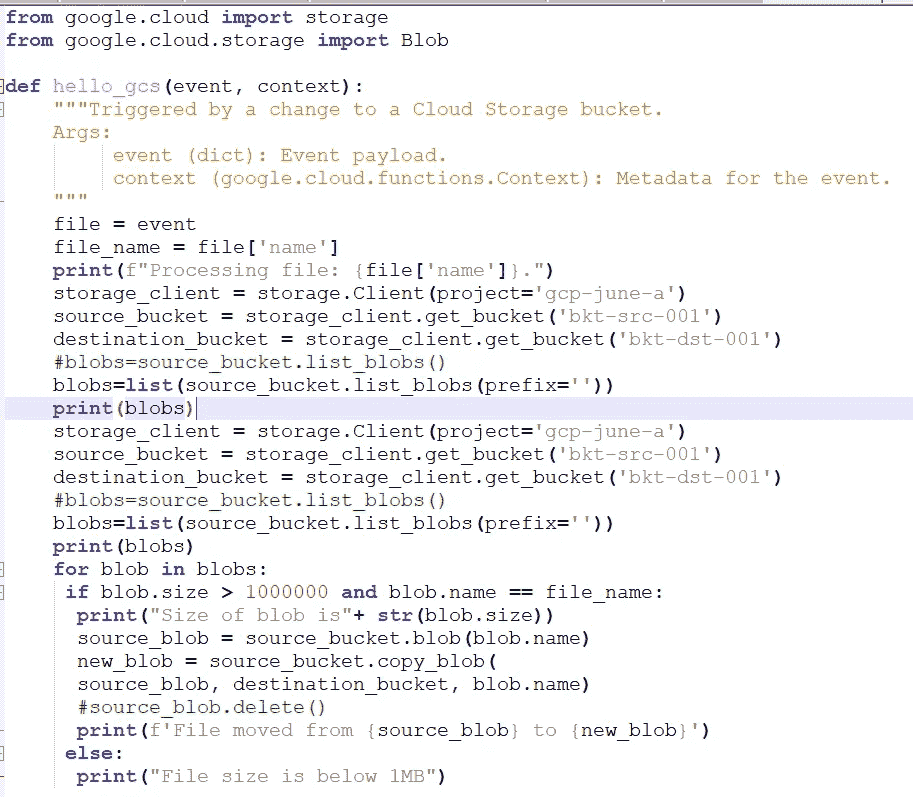 from google.cloud import storage
from google.cloud.storage import Blob
def hello_gcs(event, context):
"""Triggered by a change to a Cloud Storage bucket.
Args:
event (dict): Event payload.
context (google.cloud.functions.Context): Metadata for the event.
"""
file = event
file_name = file['name']
print(f"Processing file: {file['name']}.")
storage_client = storage.Client(project='gcp-june-a')
source_bucket = storage_client.get_bucket('bkt-src-001')
destination_bucket = storage_client.get_bucket('bkt-dst-001')
#blobs=source_bucket.list_blobs()
blobs=list(source_bucket.list_blobs(prefix=''))
print(blobs)
storage_client = storage.Client(project='gcp-june-a')
source_bucket = storage_client.get_bucket('bkt-src-001')
destination_bucket = storage_client.get_bucket('bkt-dst-001')
#blobs=source_bucket.list_blobs()
blobs=list(source_bucket.list_blobs(prefix=''))
print(blobs)
for blob in blobs:
if blob.size > 1000000 and blob.name == file_name:
print("Size of blob is"+ str(blob.size))
source_blob = source_bucket.blob(blob.name)
new_blob = source_bucket.copy_blob(
source_blob, destination_bucket, blob.name)
#source_blob.delete()
print(f'File moved from {source_blob} to {new_blob}')
else:
print("File size is below 1MB")